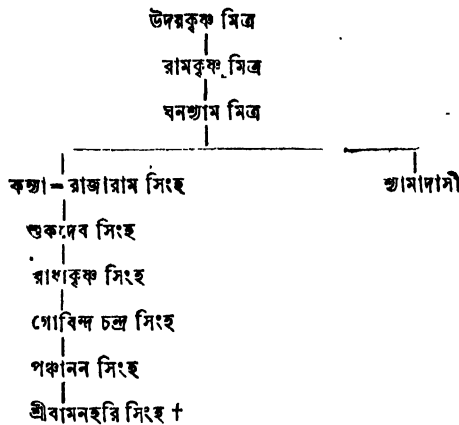 উদয়কৃষ্ণ মিত্র
রামকৃষ্ণ মিত্র
ঘনশ্যাম মিত্র
কন্যা – রাজারাম সিংহ শ্যামাদাসী
শুকদেব সিংহ
রাধাকৃষ্ণ সিংহ
গোবিন্দ চন্দ্র সিংহ
পঞ্চানন সিংহ
শ্রীবামনহরি সিংহ †